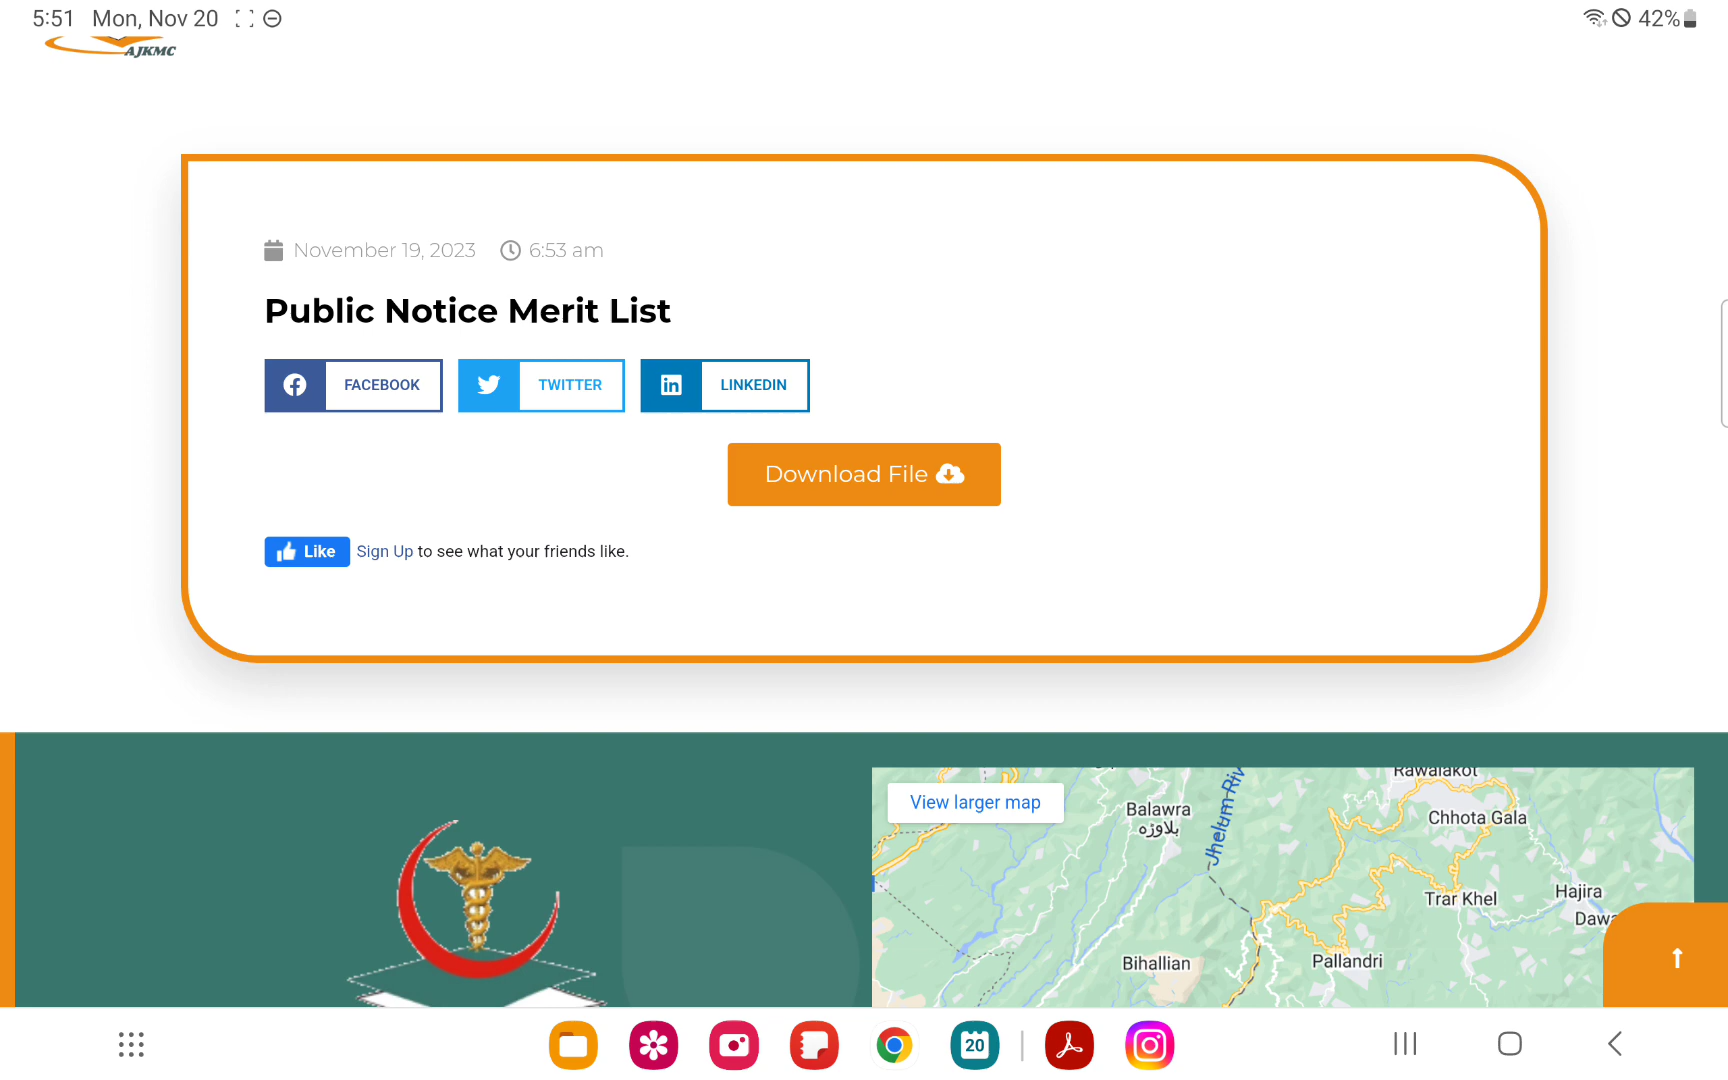 5:51 Mon, Nov 20
42%
AJKMC
November 19, 2023 6:53 am
Public Notice Merit List
FACEBOOK
TWITTER
LINKEDIN
Download File
Like Sign Up to see what your friends like.
View larger map
Rawalakot
Jhelum Riv
Balawra
بلاوڑہ
Chhota Gala
Trar Khel
Hajira
Dawa
Bihallian
Pallandri
20